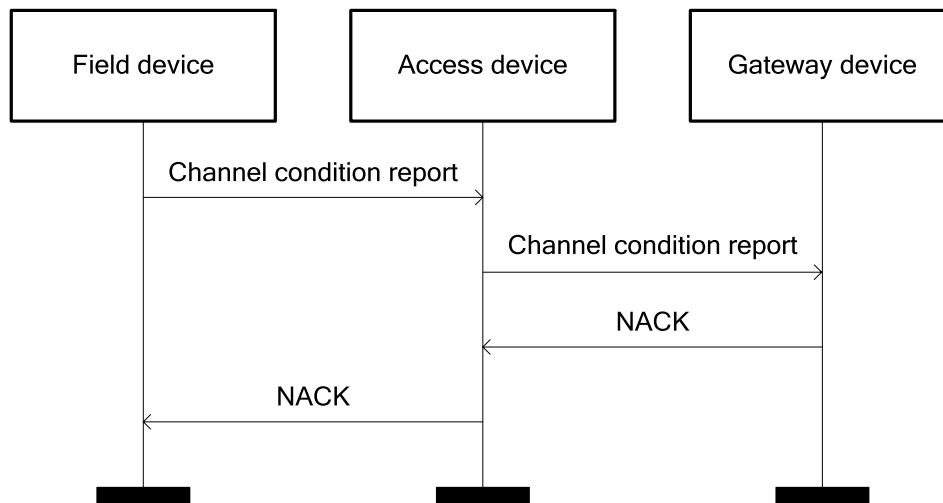 Field device
Access device
Gateway device
Channel condition report
Channel condition report
NACK
NACK